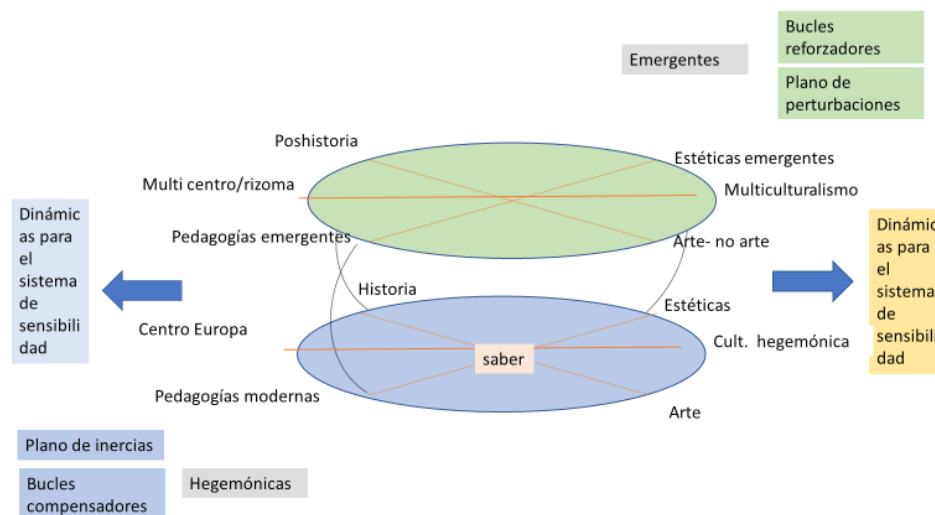 Bucles
reforzadores
Emergentes
Plano de
perturbaciones
Poshistoria
Estéticas emergentes
Multi centro/rizoma
Multiculturalismo
Dinámic
as para
el
sistema
de
sensibili
dad
Pedagogías emergentes
Arte- no arte
Dinámic
as para
el
sistema
de
sensibili
dad
Historia
Estéticas
Centro Europa
Cult. hegemónica
saber
Pedagogías modernas
Arte
Plano de inercias
Bucles
compensadores
Hegemónicas